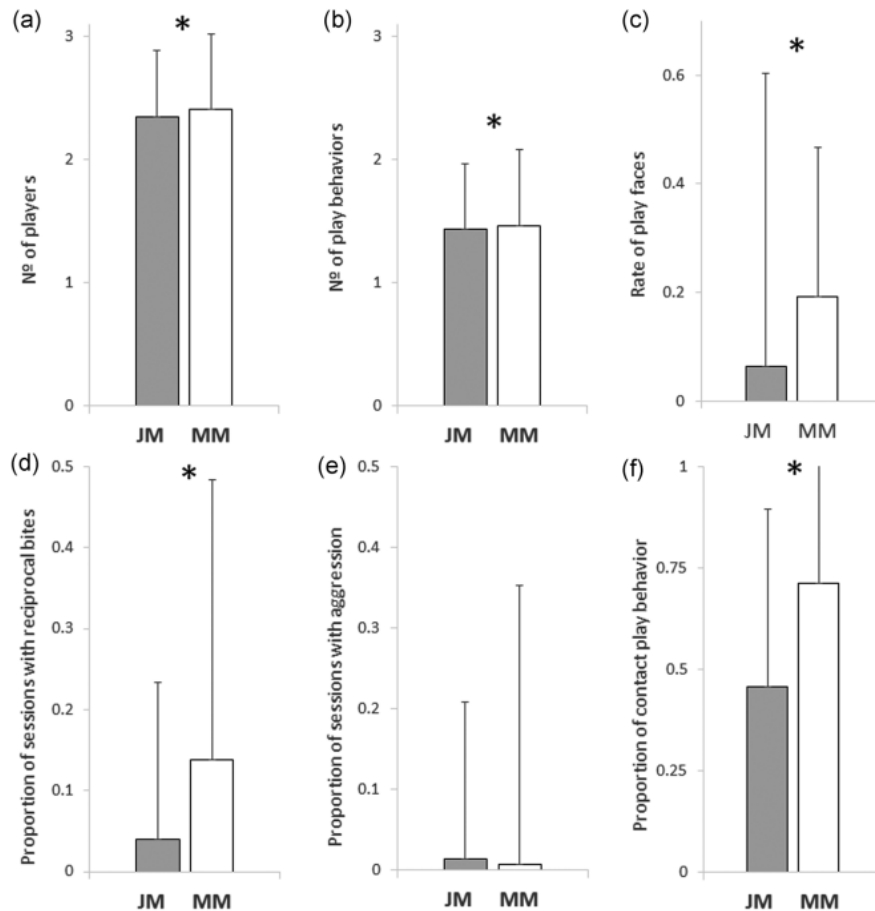 (a)
*
3
2
1
0
Nº of players
JM MM
(b)
*
3
2
1
0
Nº of play behaviors
JM MM
(c)
*
0.6
0.4
0.2
0
Rate of play faces
JM MM
(d)
*
0.5
0.4
0.3
0.2
0.1
0
Proportion of sessions with reciprocal bites
JM MM
(e)
0.5
0.4
0.3
0.2
0.1
0
Proportion of sessions with aggression
JM MM
(f)
*
1
0.75
0.5
0.25
0
Proportion of contact play behavior
JM MM